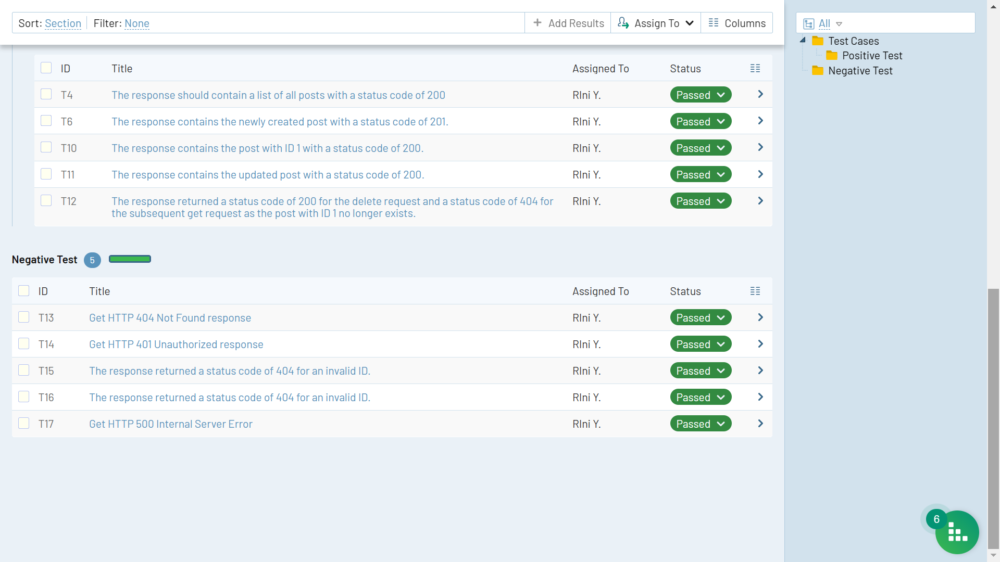 Sort: Section Filter: None Add Results Assign To Columns
ID Title Assigned To Status
T4 The response should contain a list of all posts with a status code of 200 RIni Y. Passed
T6 The response contains the newly created post with a status code of 201. RIni Y. Passed
T10 The response contains the post with ID 1 with a status code of 200. RIni Y. Passed
T11 The response contains the updated post with a status code of 200. RIni Y. Passed
T12 The response returned a status code of 200 for the delete request and a status code of 404 for RIni Y. Passed
the subsequent get request as the post with ID 1 no longer exists.
Negative Test 5
ID Title Assigned To Status
T13 Get HTTP 404 Not Found response RIni Y. Passed
T14 Get HTTP 401 Unauthorized response RIni Y. Passed
T15 The response returned a status code of 404 for an invalid ID. RIni Y. Passed
T16 The response returned a status code of 404 for an invalid ID. RIni Y. Passed
T17 Get HTTP 500 Internal Server Error RIni Y. Passed
All
Test Cases
Positive Test
Negative Test
6